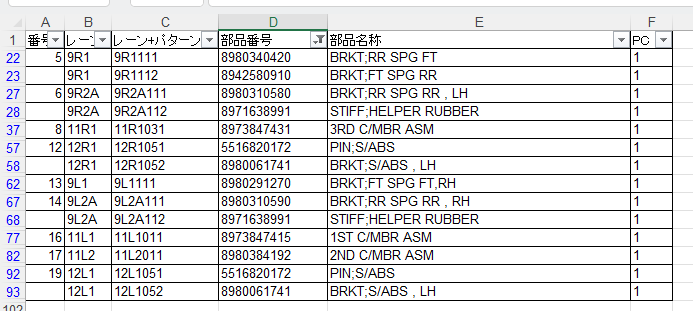 A B C D E F
1 番号 レーン レーン+パターン 部品番号 部品名称 PC
22 5 9R1 9R1111 8980340420 BRKT;RR SPG FT 1
23 9R1 9R1112 8942580910 BRKT;FT SPG RR 1
27 6 9R2A 9R2A111 8980310580 BRKT;RR SPG RR , LH 1
28 9R2A 9R2A112 8971638991 STIFF;HELPER RUBBER 1
37 8 11R1 11R1031 8973847431 3RD C/MBR ASM 1
57 12 12R1 12R1051 5516820172 PIN;S/ABS 1
58 12R1 12R1052 8980061741 BRKT;S/ABS , LH 1
62 13 9L1 9L1111 8980291270 BRKT;FT SPG FT,RH 1
67 14 9L2A 9L2A111 8980310590 BRKT;RR SPG RR , RH 1
68 9L2A 9L2A112 8971638991 STIFF;HELPER RUBBER 1
77 16 11L1 11L1011 8973847415 1ST C/MBR ASM 1
82 17 11L2 11L2011 8980384192 2ND C/MBR ASM 1
92 19 12L1 12L1051 5516820172 PIN;S/ABS 1
93 12L1 12L1052 8980061741 BRKT;S/ABS , LH 1
102